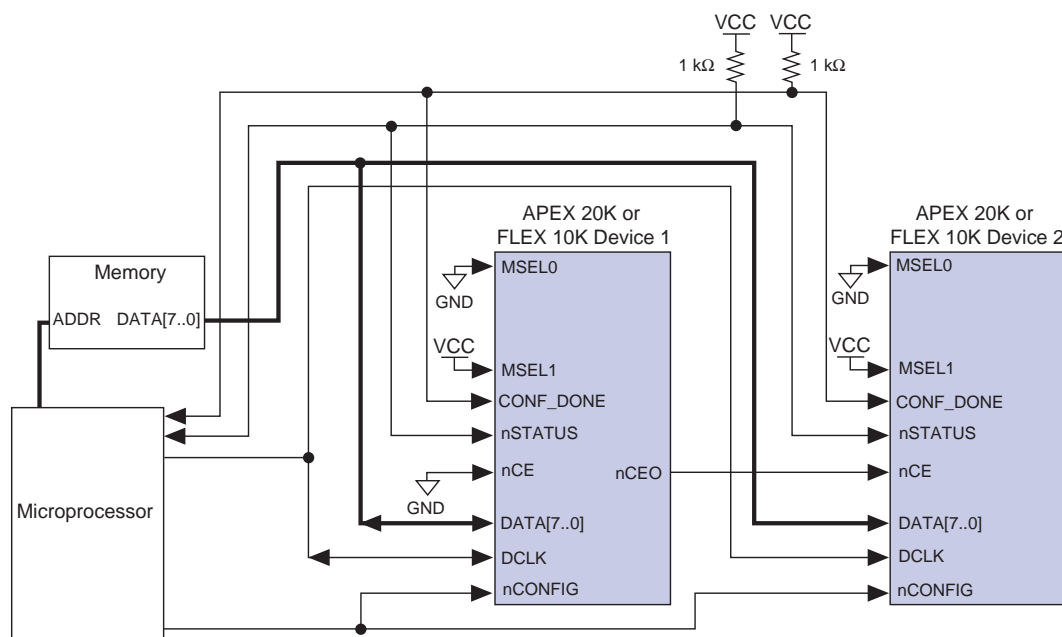 VCC VCC
1 kΩ 1 kΩ
APEX 20K or
FLEX 10K Device 1
APEX 20K or
FLEX 10K Device 2
Memory
ADDR DATA[7..0]
Microprocessor
MSEL0
GND
VCC
MSEL1
CONF_DONE
nSTATUS
nCE
GND
nCEO
DATA[7..0]
DCLK
nCONFIG
MSEL0
GND
VCC
MSEL1
CONF_DONE
nSTATUS
nCE
DATA[7..0]
DCLK
nCONFIG